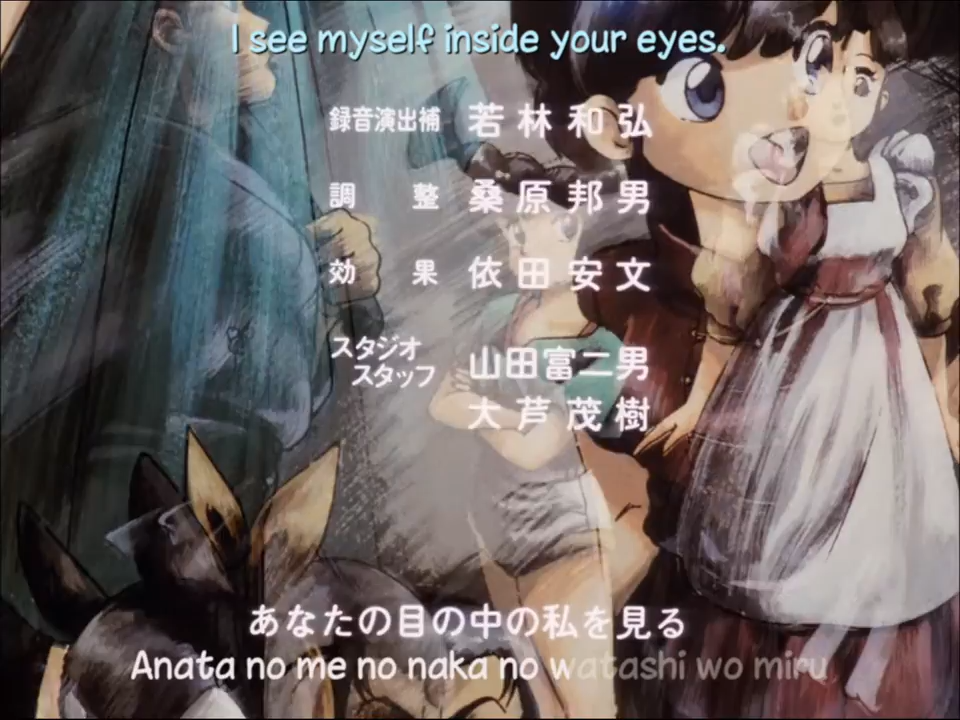 I see myself inside your eyes.
録音演出補 若林和弘
調整 桑原邦男
効果 依田安文
スタジオスタッフ 山田富二男
大芦茂樹
あなたの目の中の私を見る
Anata no me no naka no watashi wo miru